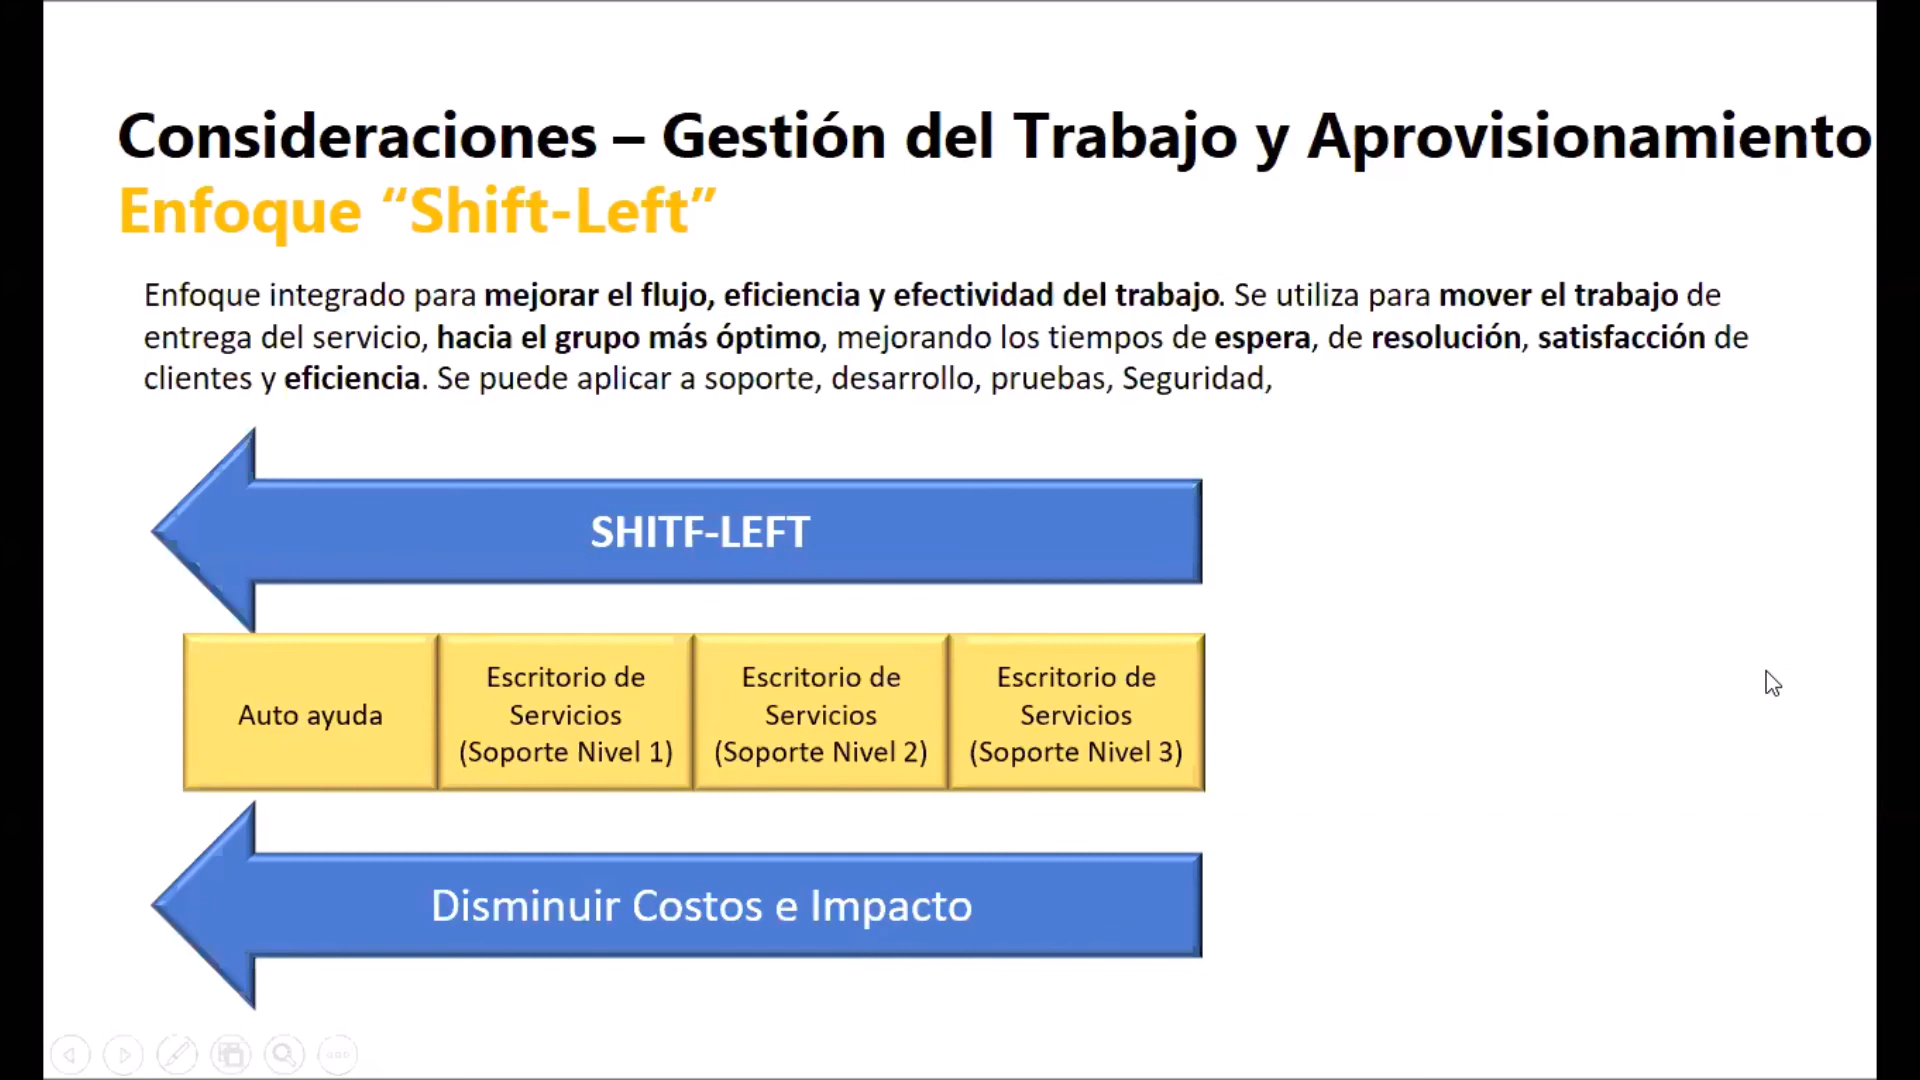 Consideraciones – Gestión del Trabajo y Aprovisionamiento
Enfoque “Shift-Left”
Enfoque integrado para mejorar el flujo, eficiencia y efectividad del trabajo. Se utiliza para mover el trabajo de
entrega del servicio, hacia el grupo más óptimo, mejorando los tiempos de espera, de resolución, satisfacción de
clientes y eficiencia. Se puede aplicar a soporte, desarrollo, pruebas, Seguridad,
SHITF-LEFT
Auto ayuda
Escritorio de
Servicios
(Soporte Nivel 1)
Escritorio de
Servicios
(Soporte Nivel 2)
Escritorio de
Servicios
(Soporte Nivel 3)
Disminuir Costos e Impacto